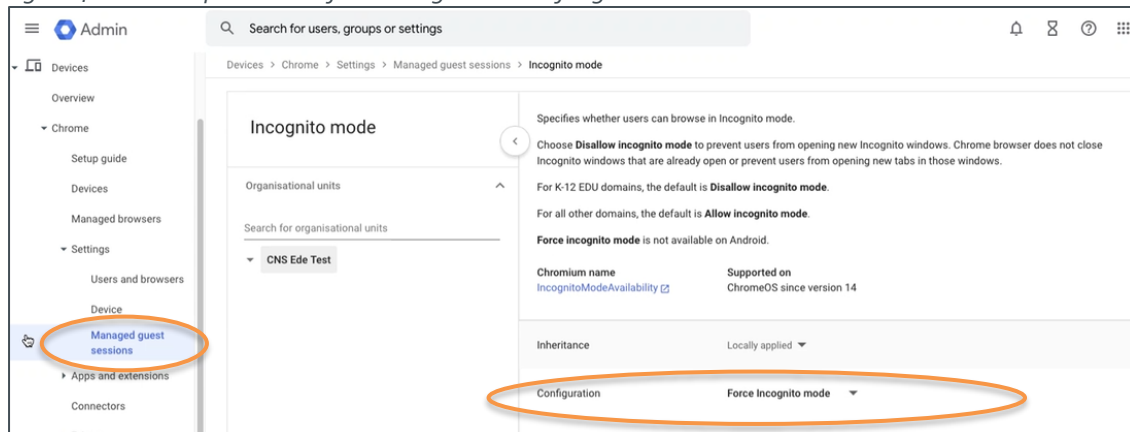 Admin
Search for users, groups or settings
Devices
Overview
Chrome
Setup guide
Devices
Managed browsers
Settings
Users and browsers
Device
Managed guest
sessions
Apps and extensions
Connectors
Devices > Chrome > Settings > Managed guest sessions > Incognito mode
Incognito mode
Organisational units
Search for organisational units
CNS Ede Test
Specifies whether users can browse in Incognito mode.
Choose Disallow incognito mode to prevent users from opening new Incognito windows. Chrome browser does not close
Incognito windows that are already open or prevent users from opening new tabs in those windows.
For K-12 EDU domains, the default is Disallow incognito mode.
For all other domains, the default is Allow incognito mode.
Force incognito mode is not available on Android.
Chromium name
IncognitoModeAvailability
Supported on
ChromeOS since version 14
Inheritance
Locally applied
Configuration
Force Incognito mode